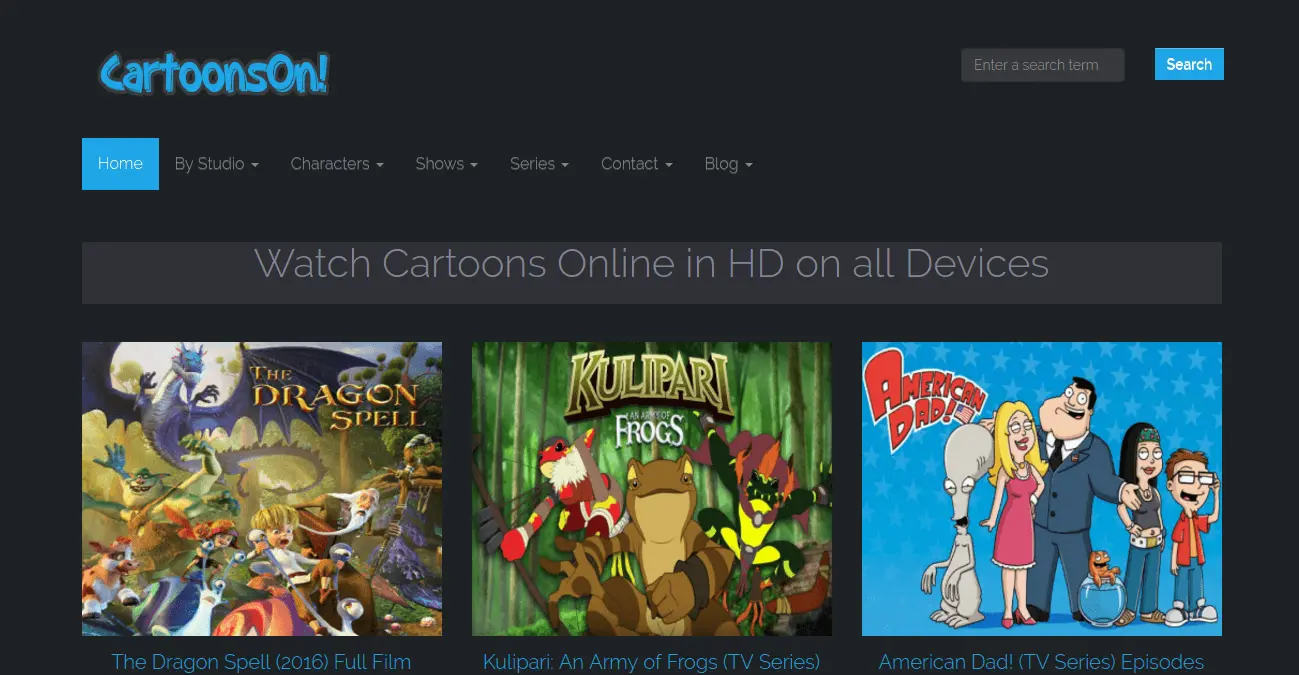 CartoonsOn!
Enter a search term
Search
Home
By Studio
Characters
Shows
Series
Contact
Blog
Watch Cartoons Online in HD on all Devices
THE
DRAGON
SPELL
KULIPARI
AN ARMY OF
FROGS
AMERICAN
DAD!
The Dragon Spell (2016) Full Film
Kulipari: An Army of Frogs (TV Series)
American Dad! (TV Series) Episodes